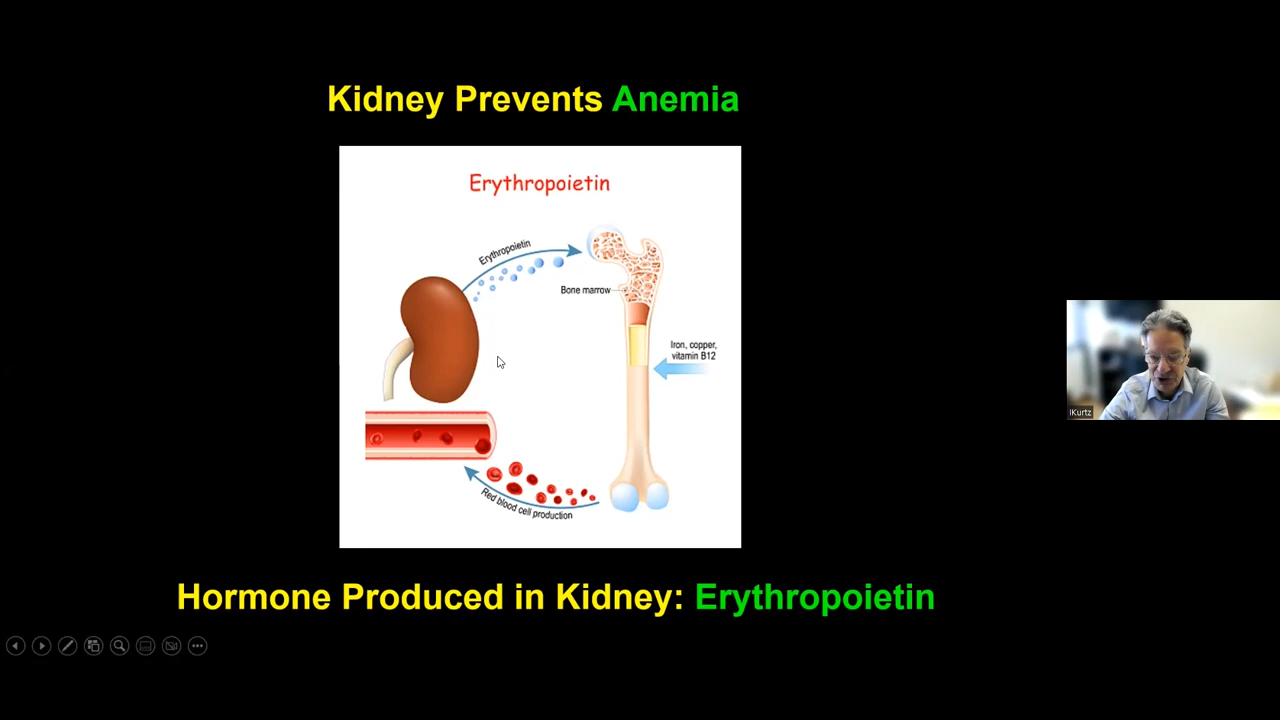 Kidney Prevents Anemia
Erythropoietin
Erythropoietin
Bone marrow
Iron, copper,
vitamin B12
Red blood cell production
Hormone Produced in Kidney: Erythropoietin
IKurtz